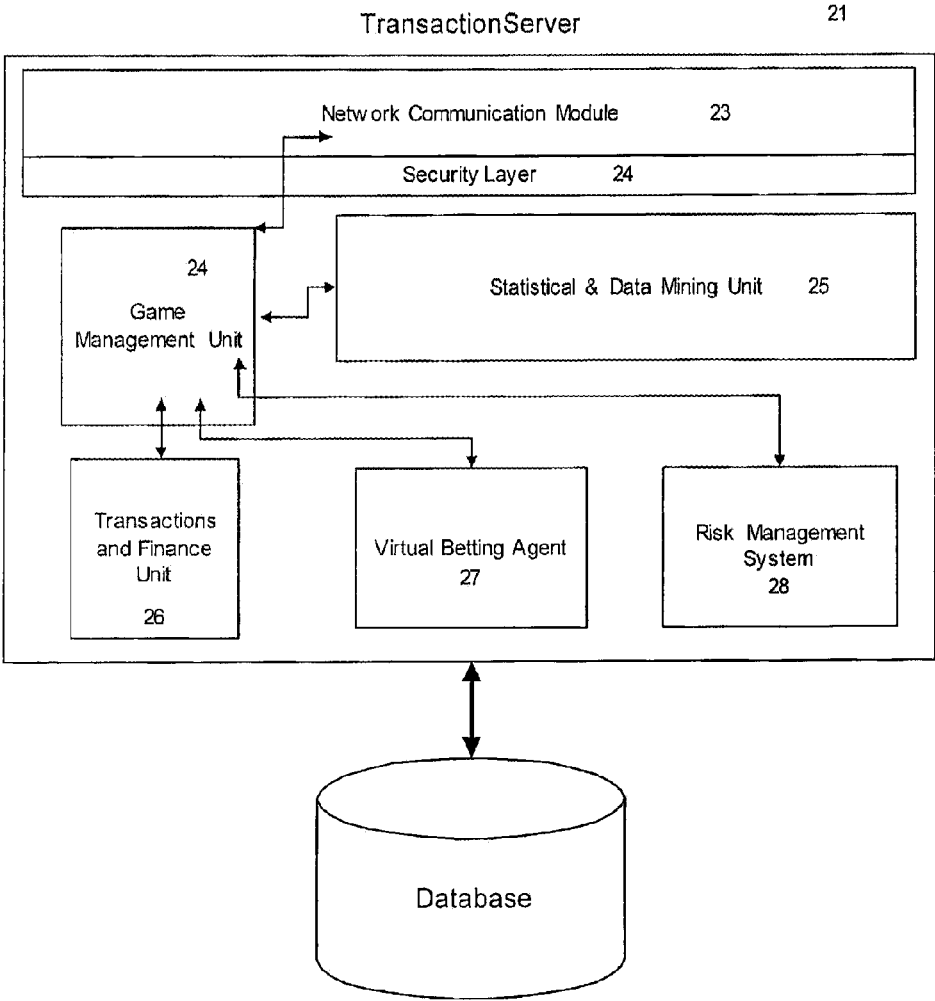 TransactionServer 21
Network Communication Module 23
Security Layer 24
24
Game
Management Unit
Statistical & Data Mining Unit 25
Transactions
and Finance
Unit
26
Virtual Betting Agent
27
Risk Management
System
28
Database